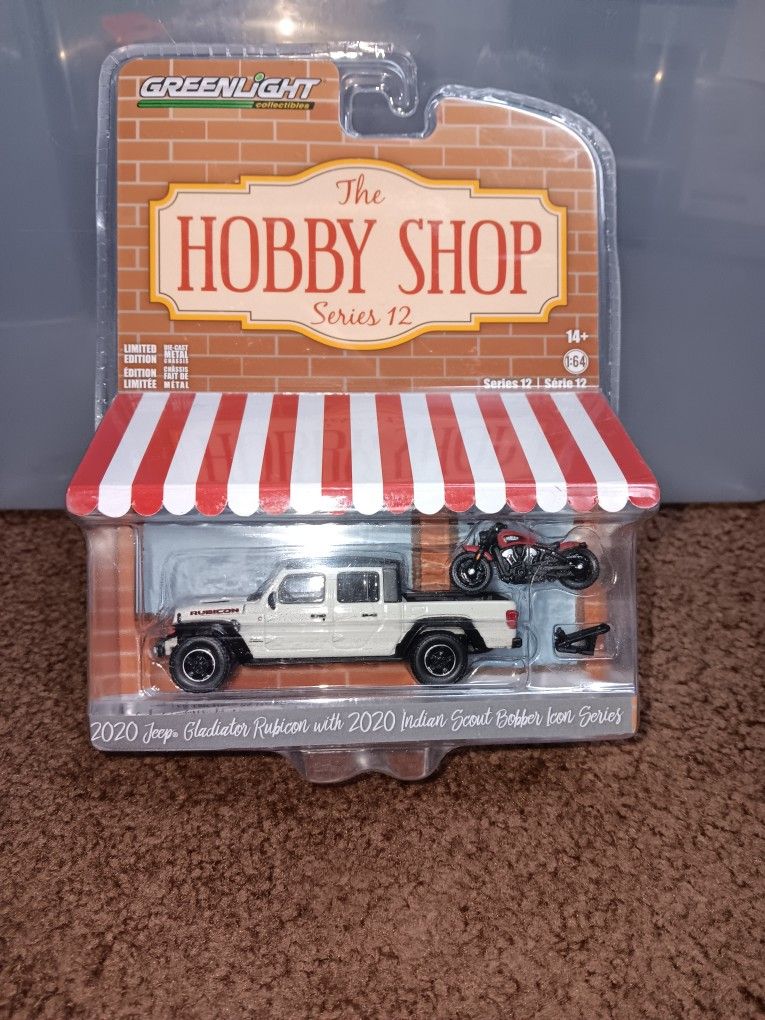 GREENLiGHT
collectibles
The
HOBBY SHOP
Series 12
LIMITED
EDITION
ÉDITION
LIMITÉE
DIE-CAST
METAL
CHASSIS
CHÂSSIS
FAIT DE
MÉTAL
14+
1:64
Series 12 | Série 12
RUBICON
2020 Jeep® Gladiator Rubicon with 2020 Indian Scout Bobber Icon Series